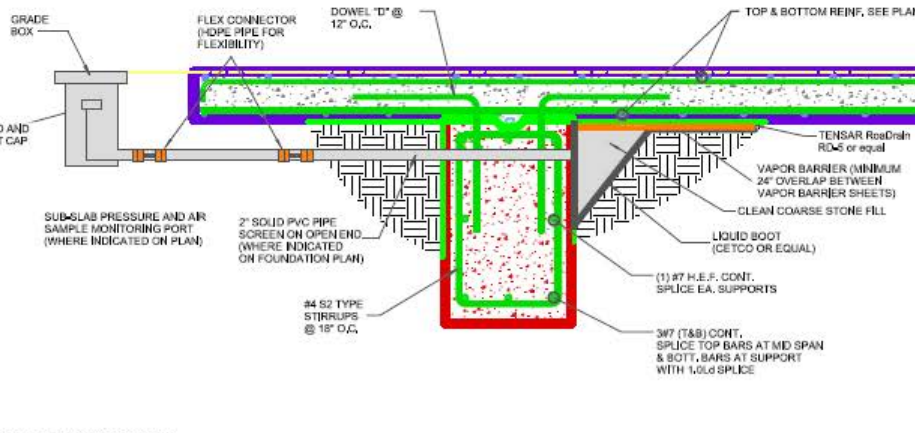 GRADE
BOX
FLEX CONNECTOR
(HDPE PIPE FOR
FLEXIBILITY)
DOWEL "D" @
12" O.C.
TOP & BOTTOM REINF, SEE PLA
D AND
T CAP
TENSAR RoaDrain
RD-5 or equal
VAPOR BARRIER (MINIMUM
24" OVERLAP BETWEEN
VAPOR BARRIER SHEETS)
CLEAN COARSE STONE FILL
LIQUID BOOT
(CETCO OR EQUAL)
SUB-SLAB PRESSURE AND AIR
SAMPLE MONITORING PORT
(WHERE INDICATED ON PLAN)
2" SOLID PVC PIPE
SCREEN ON OPEN END
(WHERE INDICATED
ON FOUNDATION PLAN)
(1) #7 H.E.F. CONT.
SPLICE EA. SUPPORTS
#4 S2 TYPE
STIRRUPS
@ 18" O.C.
3#7 (T&B) CONT.
SPLICE TOP BARS AT MID SPAN
& BOTT. BARS AT SUPPORT
WITH 1.0Ld SPLICE